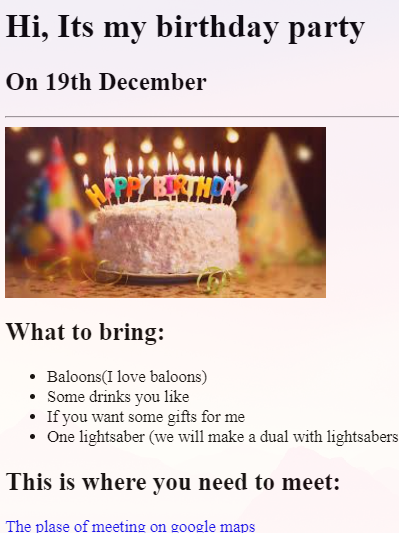 Hi, Its my birthday party
On 19th December
HAPPY BIRTHDAY
What to bring:
Baloons(I love baloons)
Some drinks you like
If you want some gifts for me
One lightsaber (we will make a dual with lightsabers
This is where you need to meet:
The plase of meeting on google maps